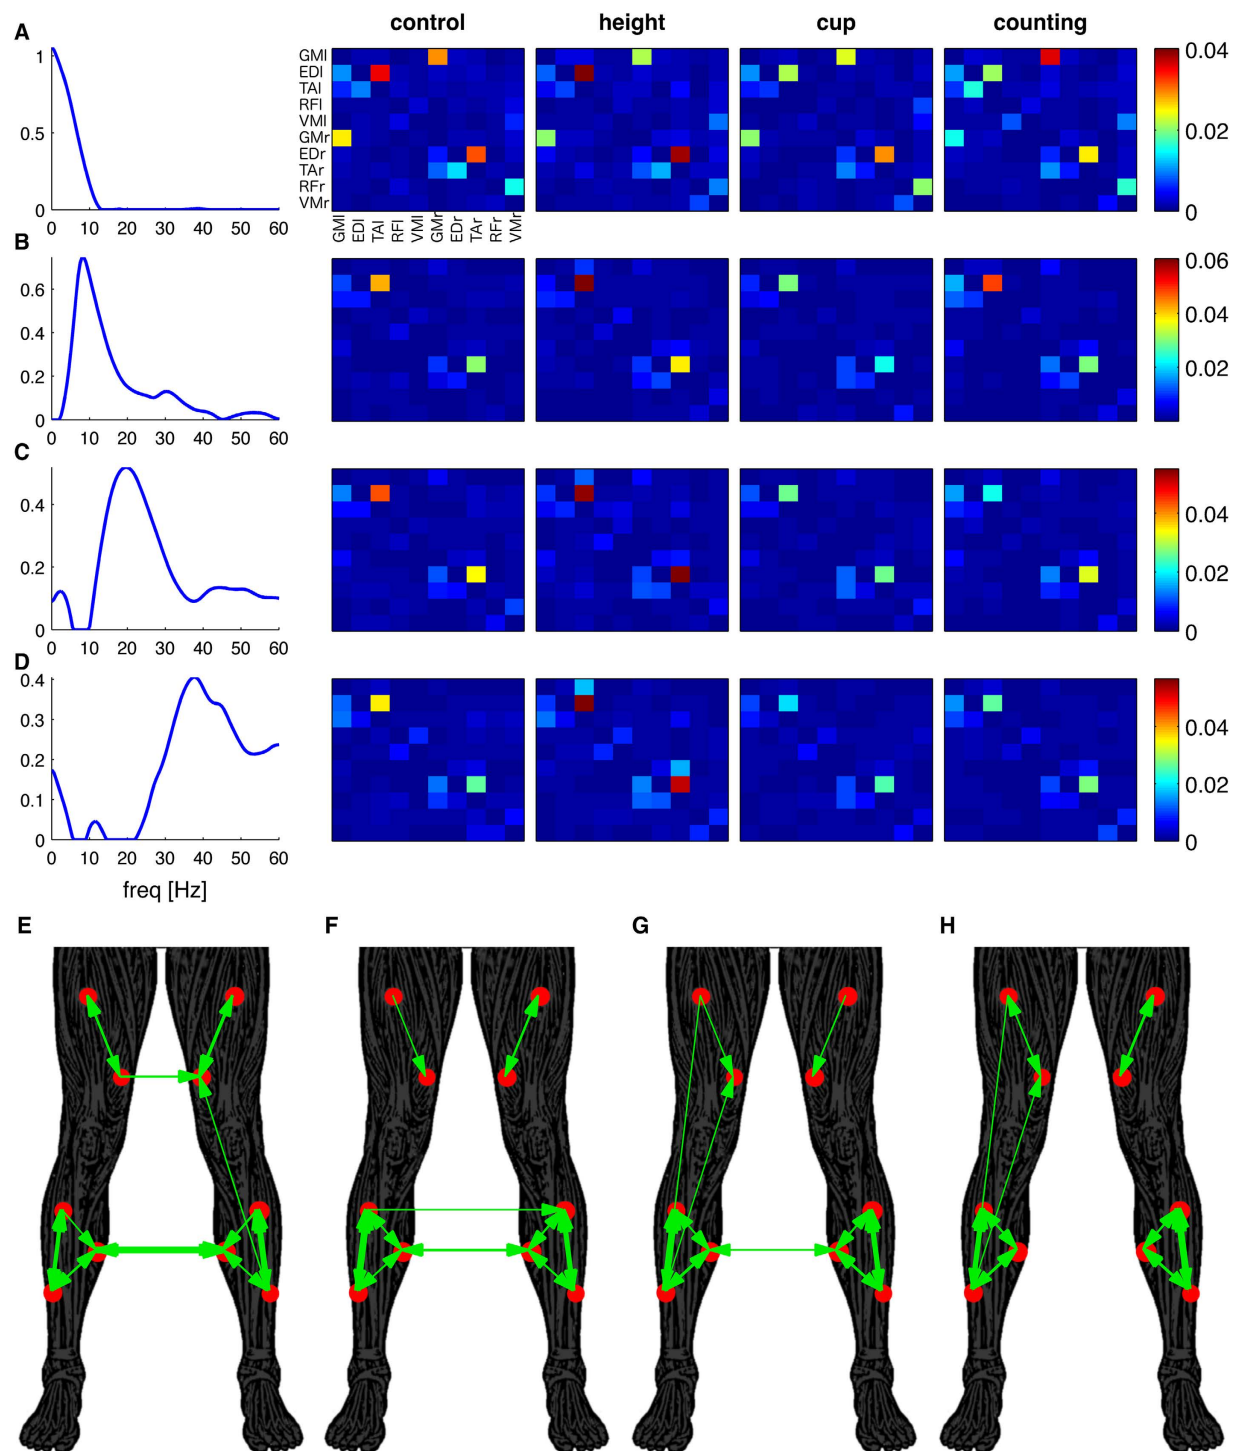 control height cup counting
A
1
0.5
0
0 10 20 30 40 50 60
GMl
EDl
TAl
RFl
VMl
GMr
EDr
TAr
RFr
VMr
GMl EDl TAl RFl VMl GMr EDr TAr RFr VMr
0.04
0.02
0
B
0.6
0.4
0.2
0
0 10 20 30 40 50 60
0.06
0.04
0.02
C
0.4
0.2
0
0 10 20 30 40 50 60
0.04
0.02
0
D
0.4
0.3
0.2
0.1
0
0 10 20 30 40 50 60
freq [Hz]
0.04
0.02
0
E F G H